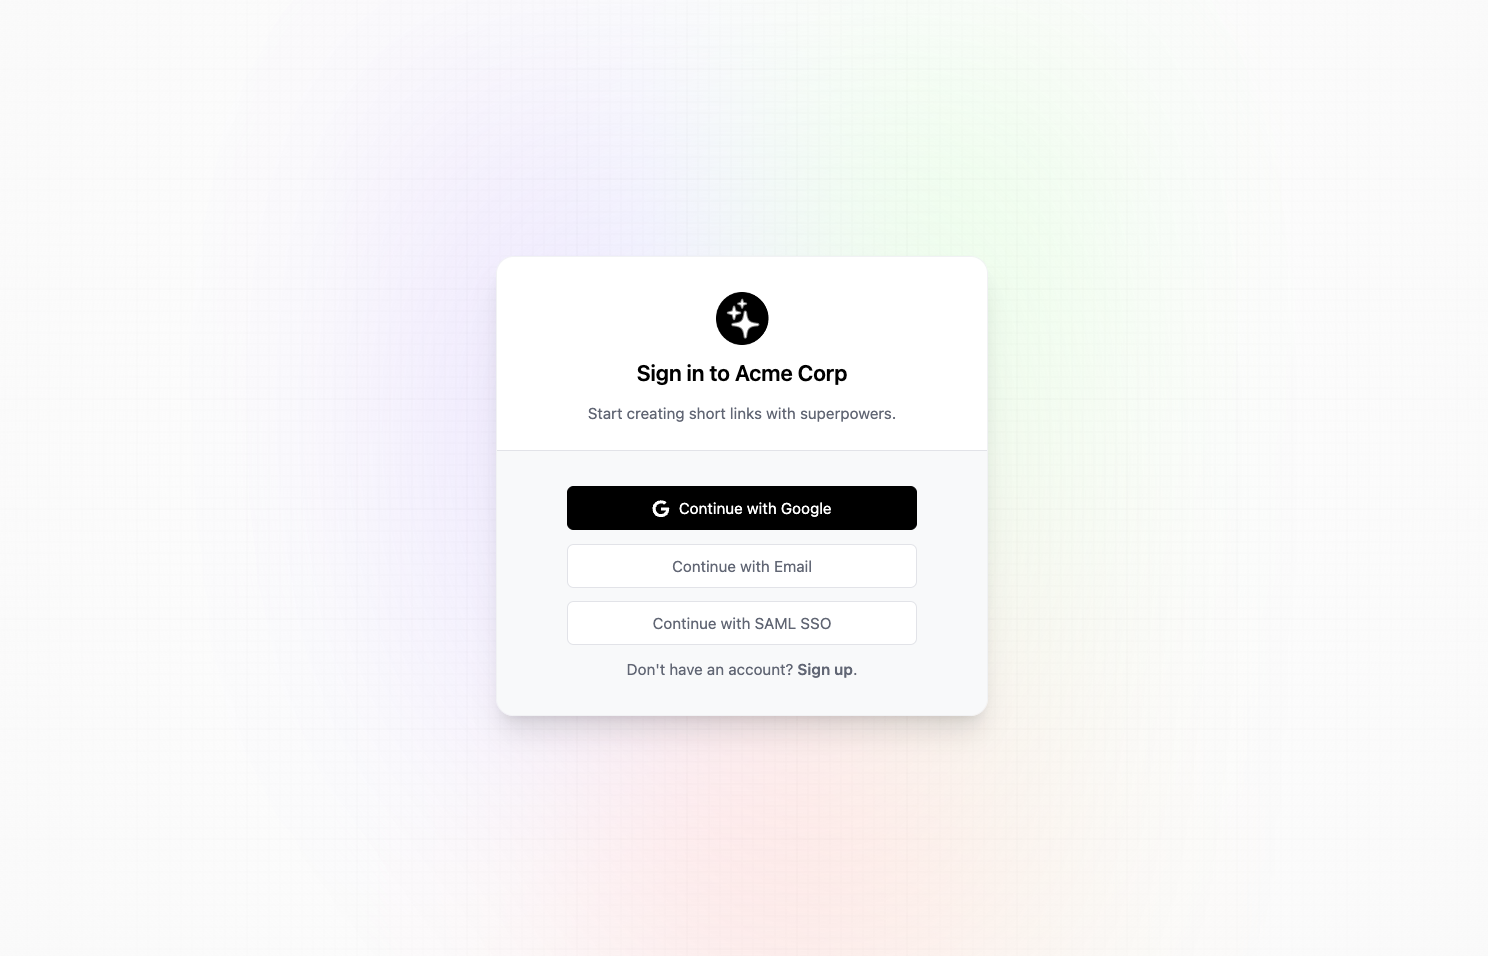 Sign in to Acme Corp
Start creating short links with superpowers.
Continue with Google
Continue with Email
Continue with SAML SSO
Don't have an account? Sign up.